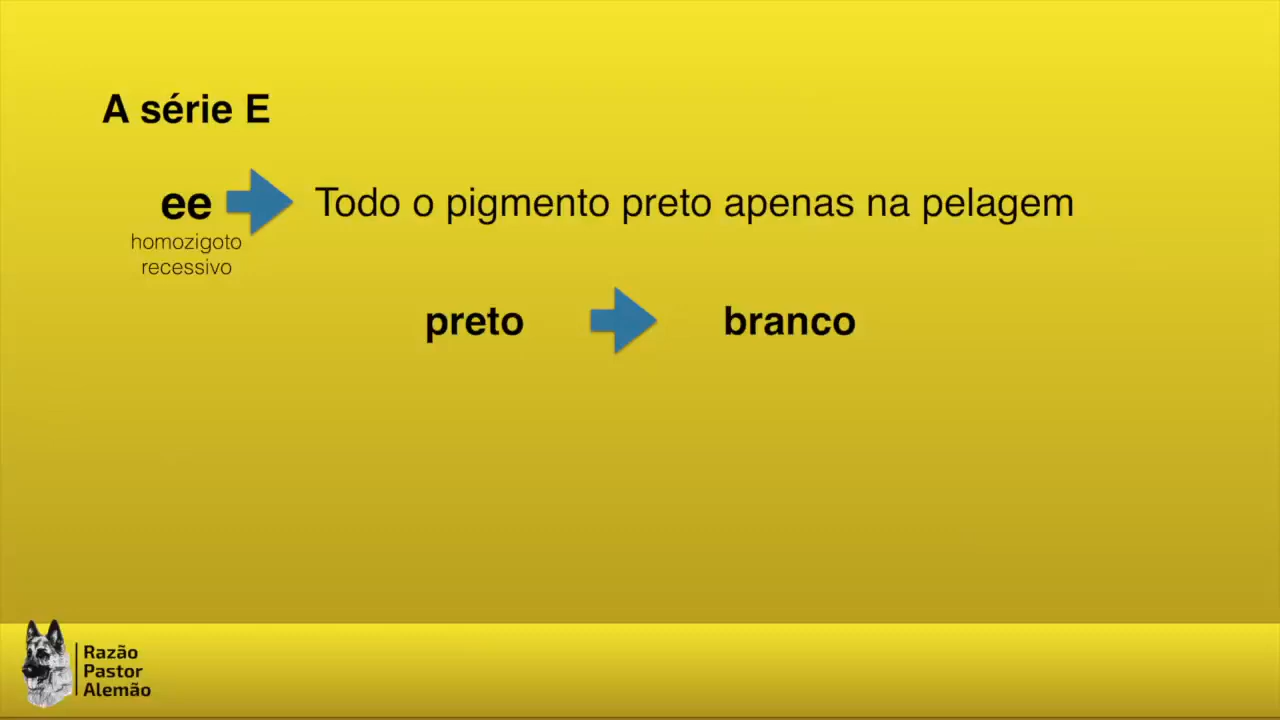 A série E
ee
homozigoto
recessivo
Todo o pigmento preto apenas na pelagem
preto
branco
Razão
Pastor
Alemão